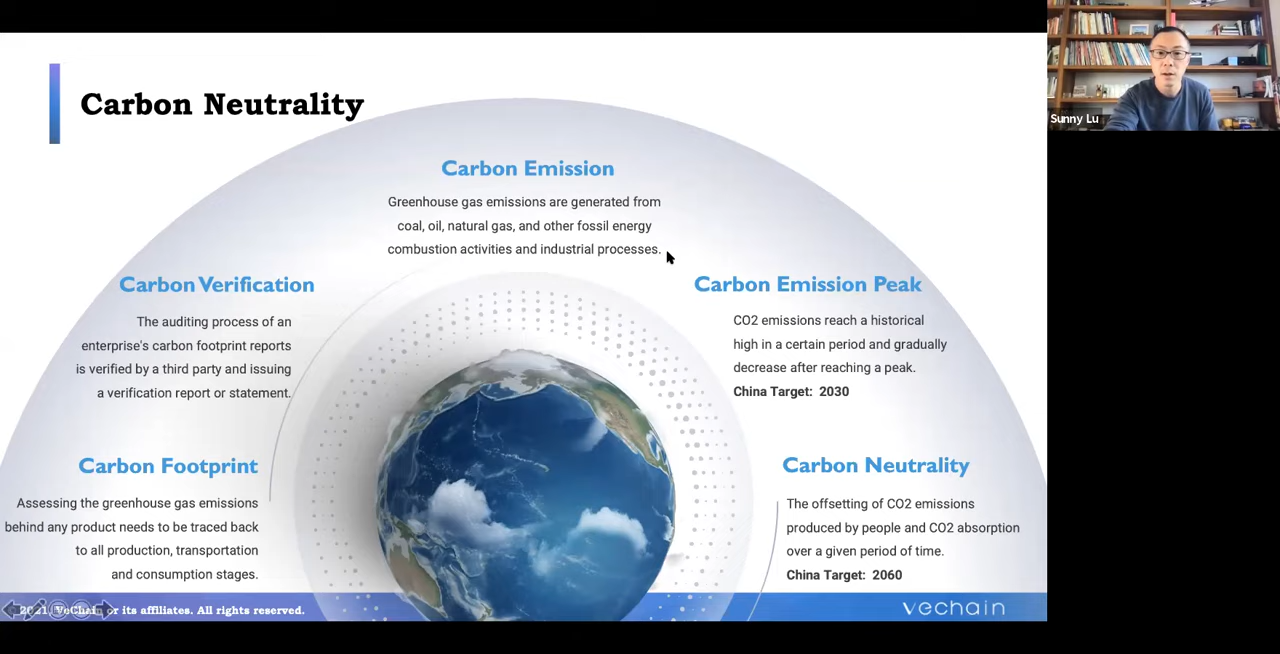 Carbon Neutrality
Sunny Lu
Carbon Emission
Greenhouse gas emissions are generated from
coal, oil, natural gas, and other fossil energy
combustion activities and industrial processes.
Carbon Verification
The auditing process of an
enterprise's carbon footprint reports
is verified by a third party and issuing
a verification report or statement.
Carbon Emission Peak
CO2 emissions reach a historical
high in a certain period and gradually
decrease after reaching a peak.
China Target: 2030
Carbon Footprint
Assessing the greenhouse gas emissions
behind any product needs to be traced back
to all production, transportation
and consumption stages.
Carbon Neutrality
The offsetting of CO2 emissions
produced by people and CO2 absorption
over a given period of time.
China Target: 2060
© 2021, VeChain or its affiliates. All rights reserved.
vechain